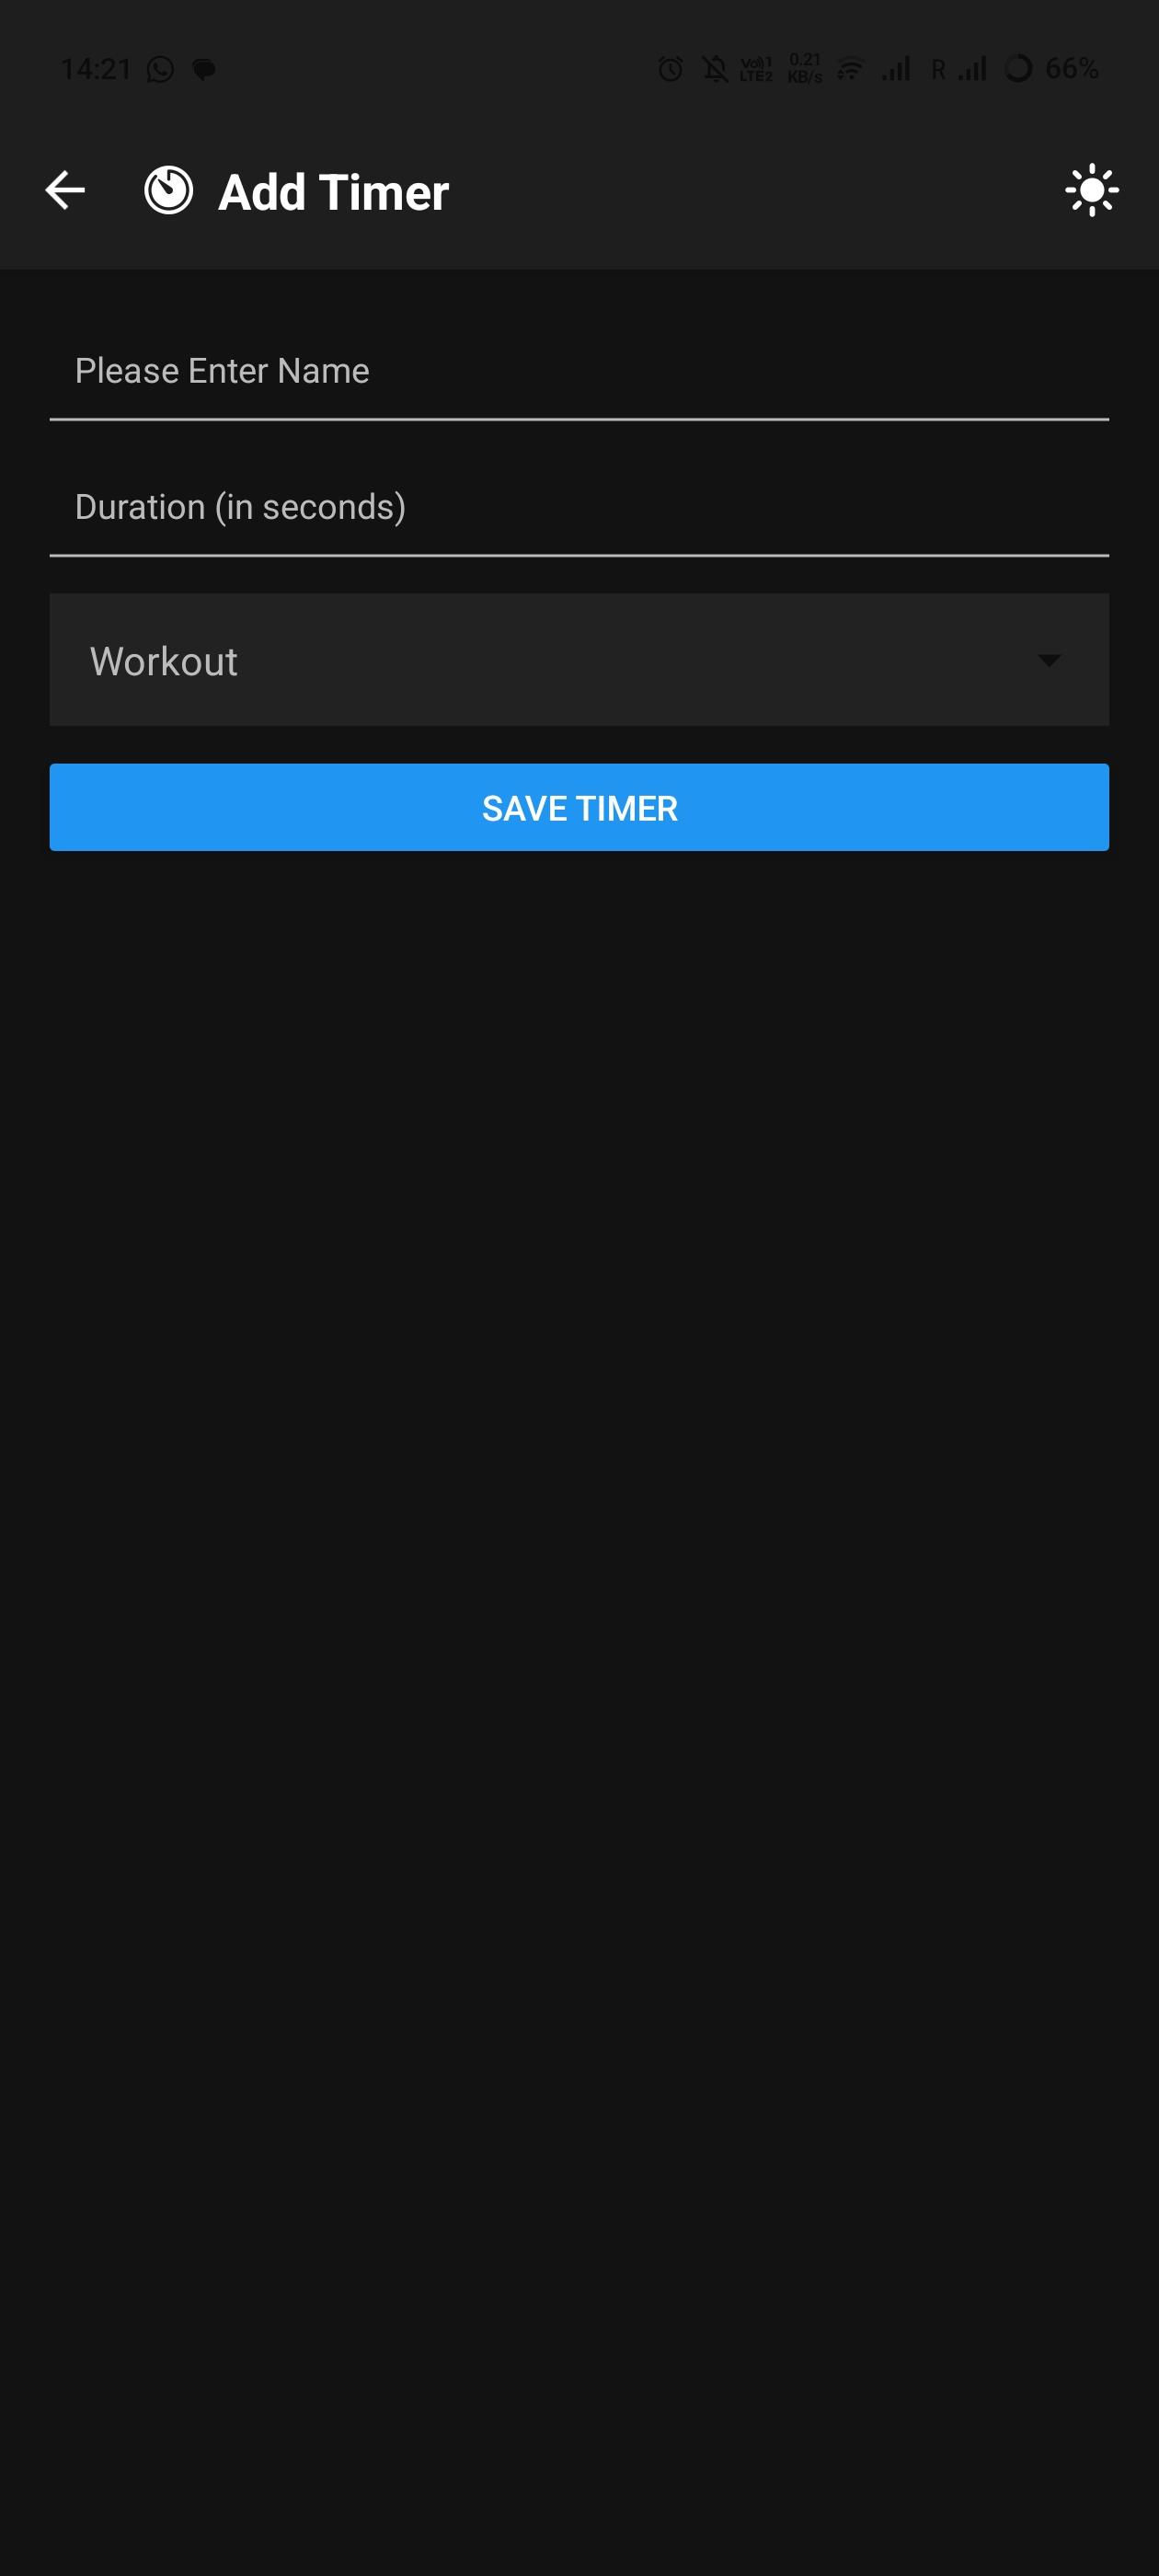 14:21
Vo)) 1 LTE2 0.21 KB/s R 66%
Add Timer
Please Enter Name
Duration (in seconds)
Workout
SAVE TIMER